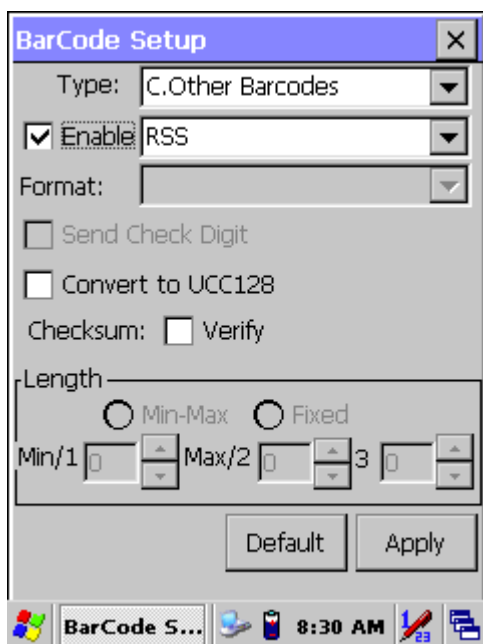 BarCode Setup
Type: C.Other Barcodes
Enable RSS
Format:
Send Check Digit
Convert to UCC128
Checksum: Verify
Length
Min-Max Fixed
Min/1 0 Max/2 0 3 0
Default Apply
BarCode S... 8:30 AM 123